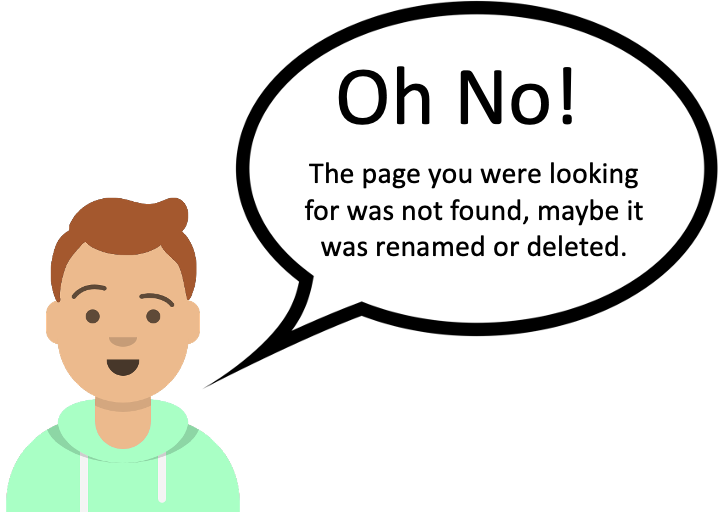 Oh No!
The page you were looking
for was not found, maybe it
was renamed or deleted.